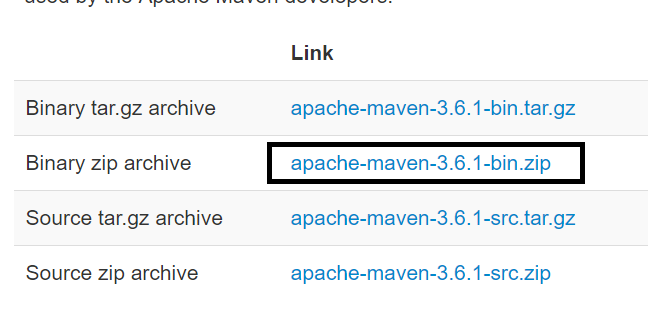 used by the Apache Maven developers.
Link
Binary tar.gz archive apache-maven-3.6.1-bin.tar.gz
Binary zip archive apache-maven-3.6.1-bin.zip
Source tar.gz archive apache-maven-3.6.1-src.tar.gz
Source zip archive apache-maven-3.6.1-src.zip